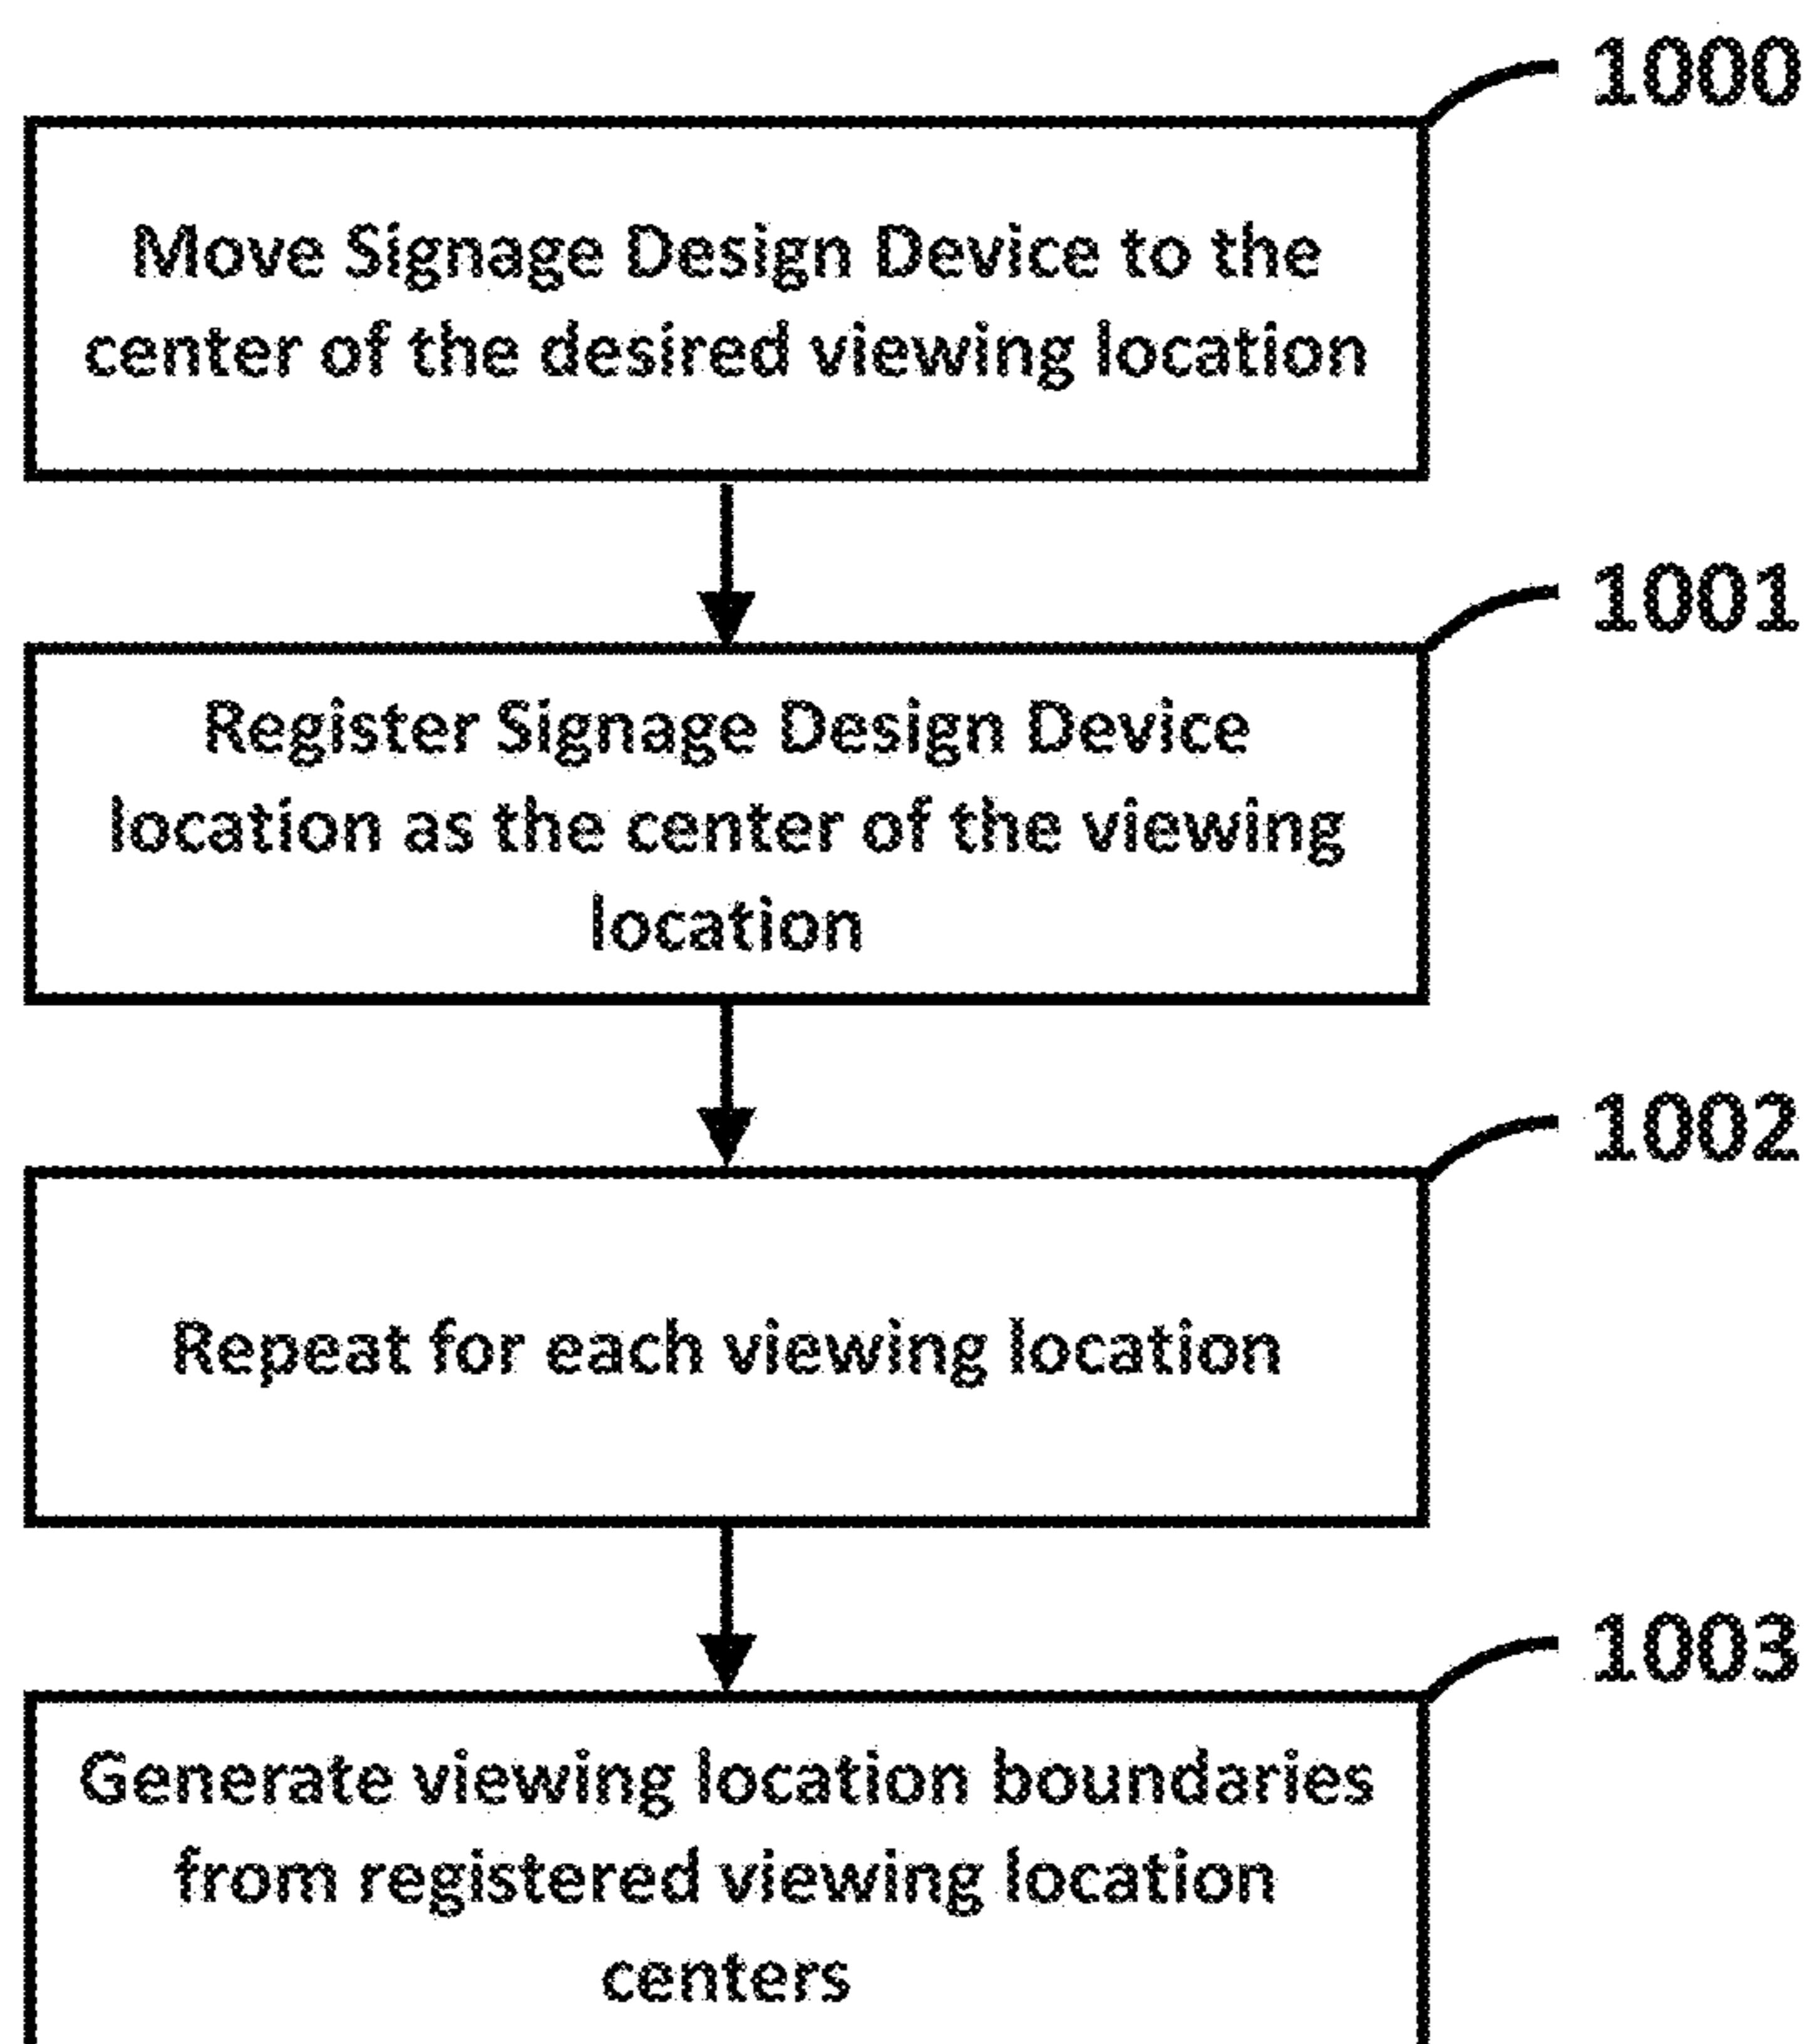 1000
Move Signage Design Device to the
center of the desired viewing location
1001
Register Signage Design Device
location as the center of the viewing
location
1002
Repeat for each viewing location
1003
Generate viewing location boundaries
from registered viewing location
centers